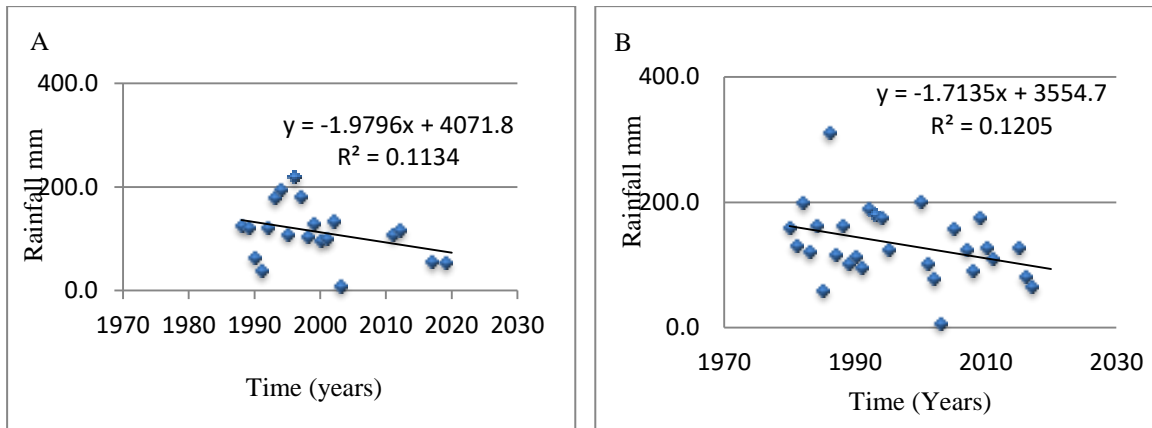 A
400.0
y = -1.9796x + 4071.8
R² = 0.1134
Rainfall mm
200.0
0.0
1970 1980 1990 2000 2010 2020 2030
Time (years)
B
400.0
y = -1.7135x + 3554.7
R² = 0.1205
Rainfall mm
200.0
0.0
1970 1990 2010 2030
Time (Years)